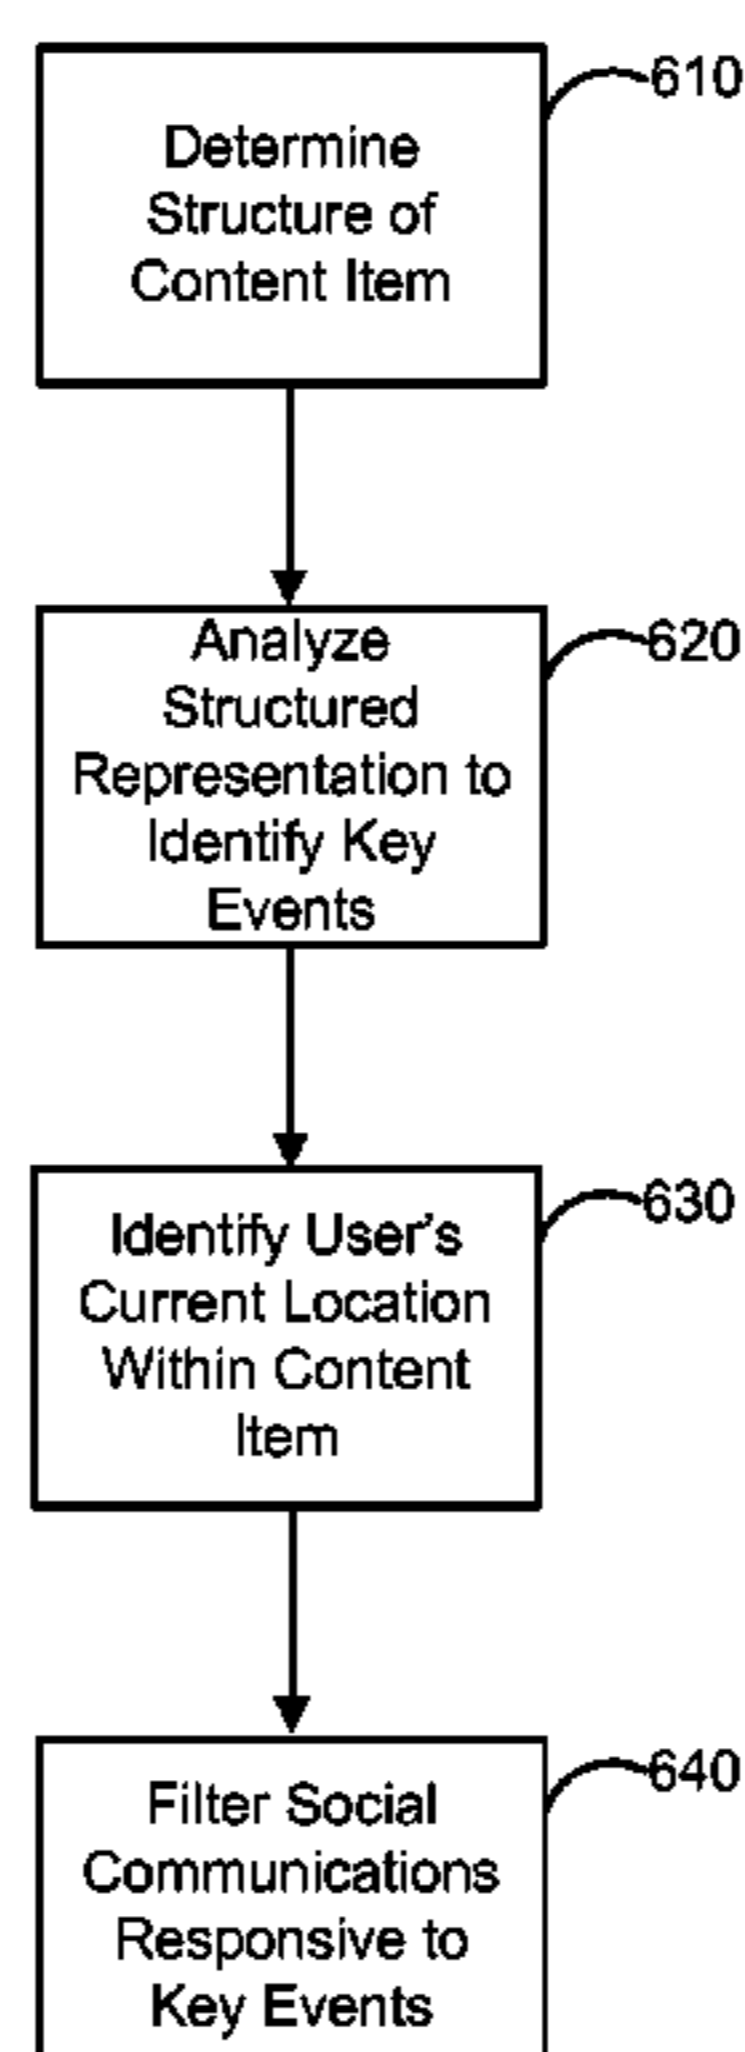 610
Determine
Structure of
Content Item
620
Analyze
Structured
Representation to
Identify Key
Events
630
Identify User's
Current Location
Within Content
Item
640
Filter Social
Communications
Responsive to
Key Events